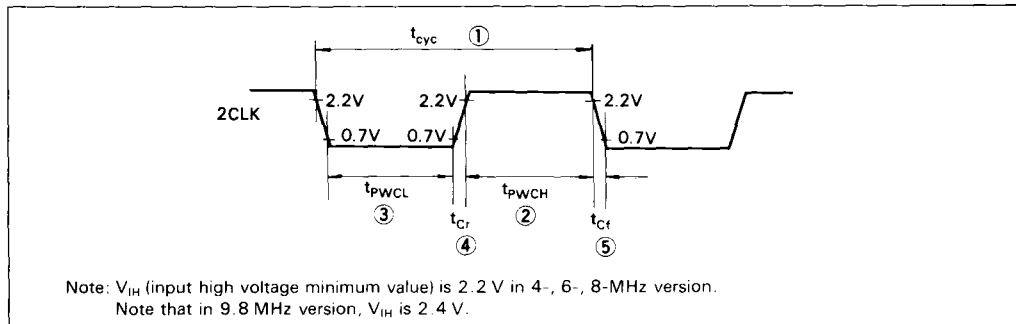 tcyc ①
2CLK
2.2V 2.2V 2.2V
0.7V 0.7V 0.7V
tPWCL tPWCH
③ tCr ② tCf
④ ⑤
Note: VIH (input high voltage minimum value) is 2.2 V in 4-, 6-, 8-MHz version.
Note that in 9.8 MHz version, VIH is 2.4 V.